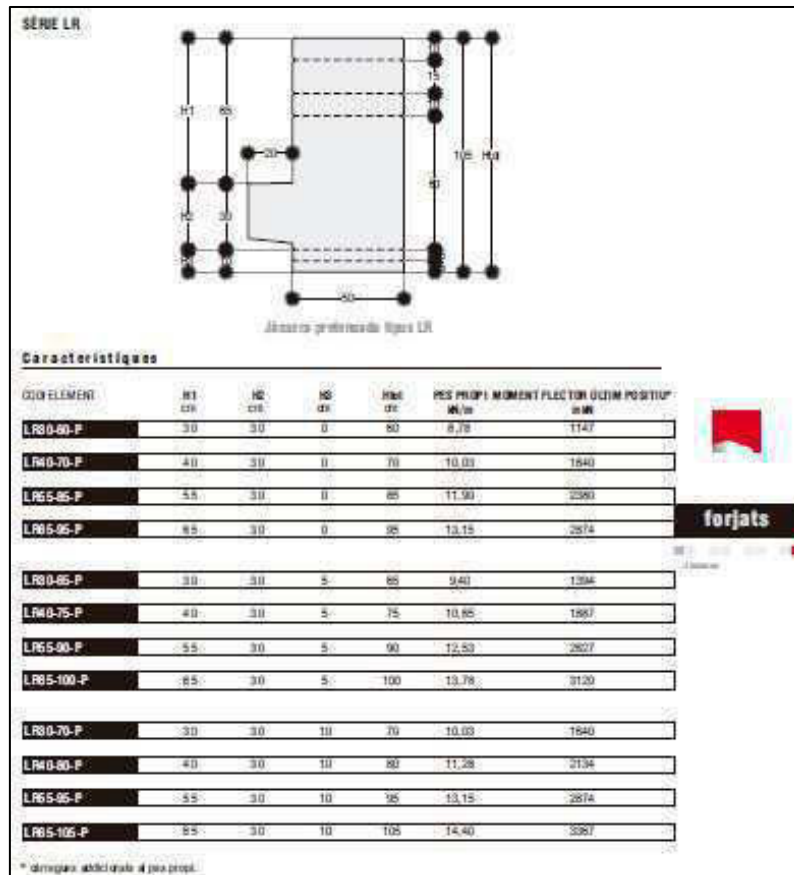 SÈRIE LR
H1
65
15
20
105
Htot
60
H2
30
50
Jàssera pretensada tipus LR
Característiques
CODI ELEMENT H1 H2 H3 Htot PES PROPI MOMENT FLECTOR ÚLTIM POSITIU*
cm cm cm cm kN/m mkN
LR30-60-P 30 30 0 60 8,78 1147
LR40-70-P 40 30 0 70 10,03 1640
LR55-85-P 55 30 0 85 11,90 2380
LR65-95-P 65 30 0 95 13,15 2874
LR30-65-P 30 30 5 65 9,40 1394
LR40-75-P 40 30 5 75 10,65 1887
LR55-90-P 55 30 5 90 12,53 2627
LR65-100-P 65 30 5 100 13,78 3120
LR30-70-P 30 30 10 70 10,03 1640
LR40-80-P 40 30 10 80 11,28 2134
LR55-95-P 55 30 10 95 13,15 2874
LR65-105-P 65 30 10 105 14,40 3367
forjats
al pes propi.